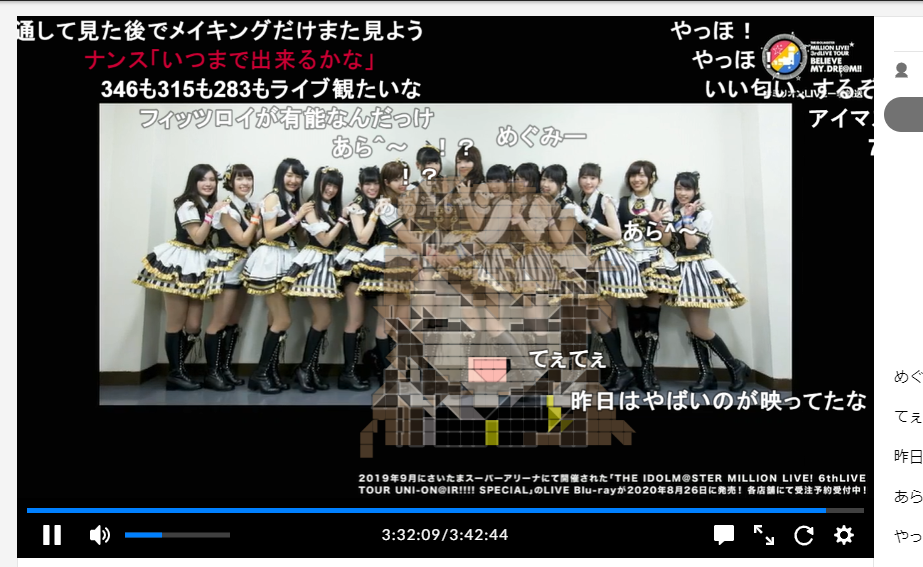 通して見た後でメイキングだけまた見よう
やっほ！
ナンス「いつまで出来るかな」
やっほ！
THE IDOLM@STER
MILLION LIVE!
3rdLIVE TOUR
BELIEVE
MY DRE@M!!
346も315も283もライブ観たいな
いい匂い、するぞ
フィッツロイが有能なんだっけ
アイマ
めぐみー
あら^～
！？
！？
あら^～
てぇてぇ
昨日はやばいのが映ってたな
2019年9月にさいたまスーパーアリーナにて開催された「THE IDOLM@STER MILLION LIVE! 6thLIVE
TOUR UNI-ON@IR!!!! SPECIAL」のLIVE Blu-rayが2020年8月26日に発売！ 各店舗にて受注予約受付中！
3:32:09/3:42:44
めぐ
てぇ
昨日
あら
やっ